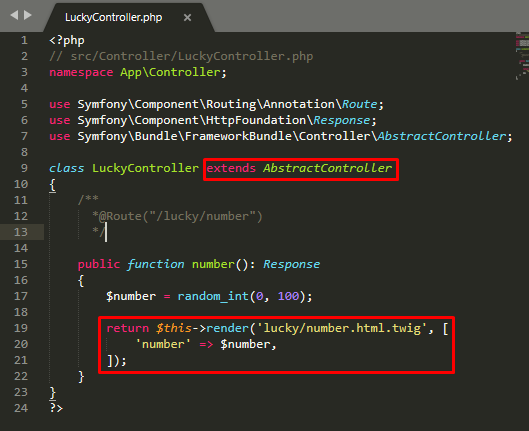 LuckyController.php ×
1 <?php
2 // src/Controller/LuckyController.php
3 namespace App\Controller;
4
5 use Symfony\Component\Routing\Annotation\Route;
6 use Symfony\Component\HttpFoundation\Response;
7 use Symfony\Bundle\FrameworkBundle\Controller\AbstractController;
8
9 class LuckyController extends AbstractController
10 {
11     /**
12      *@Route("/lucky/number")
13      */
14
15     public function number(): Response
16     {
17         $number = random_int(0, 100);
18
19         return $this->render('lucky/number.html.twig', [
20             'number' => $number,
21         ]);
22     }
23 }
24 ?>